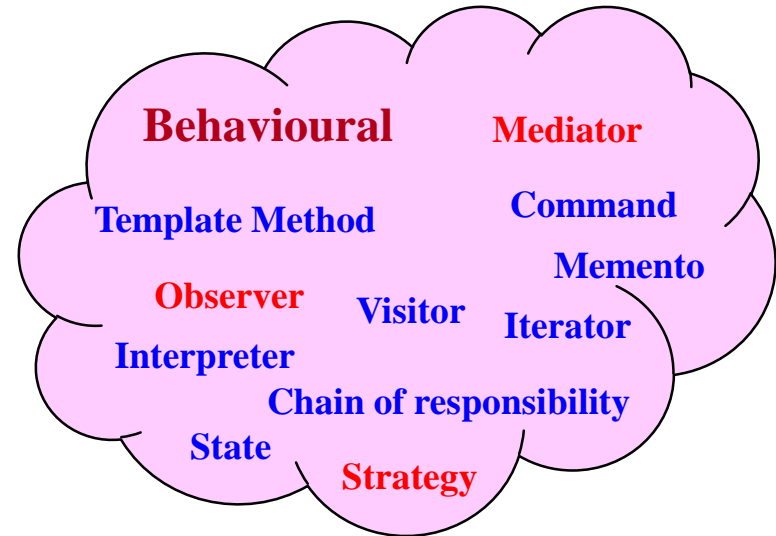 Behavioural
Mediator
Template Method
Command
Memento
Observer
Visitor
Iterator
Interpreter
Chain of responsibility
State
Strategy